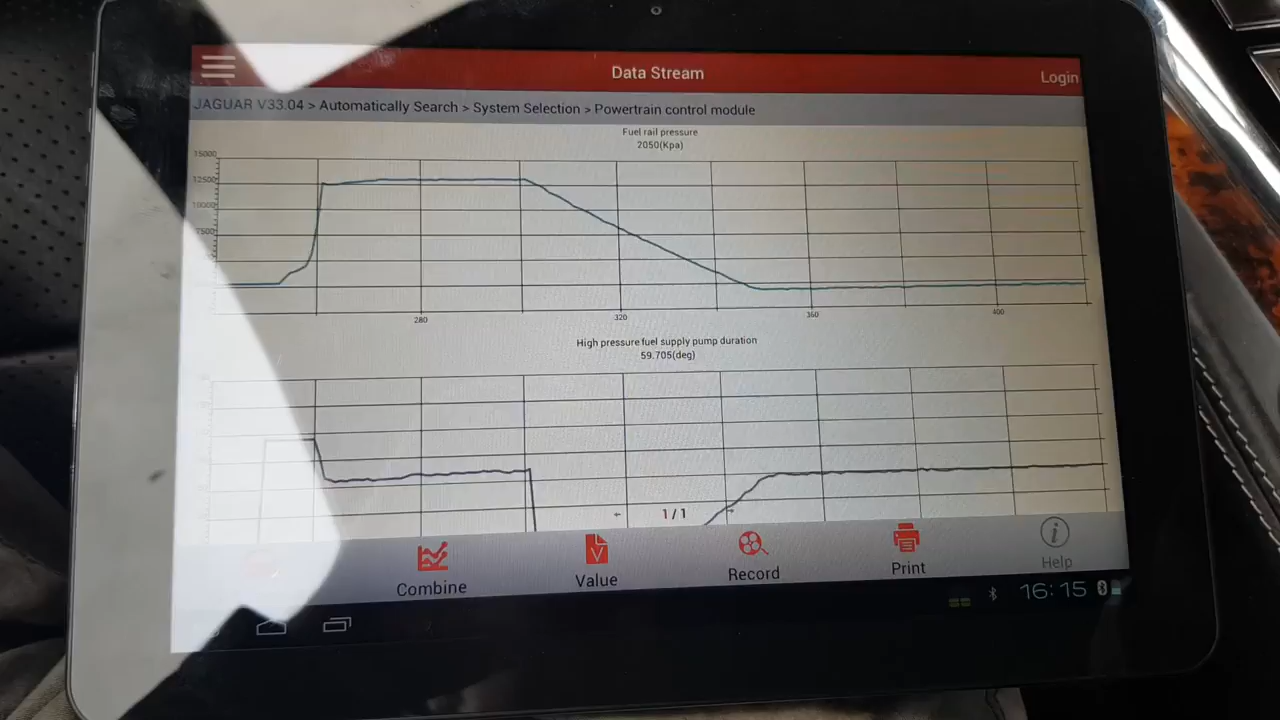 Data Stream
Login
JAGUAR V33.04 > Automatically Search > System Selection > Powertrain control module
Fuel rail pressure
2050(Kpa)
15000
12500
10000
7500
280
320
360
400
High pressure fuel supply pump duration
59.705(deg)
1/1
Combine
Value
Record
Print
Help
16:15